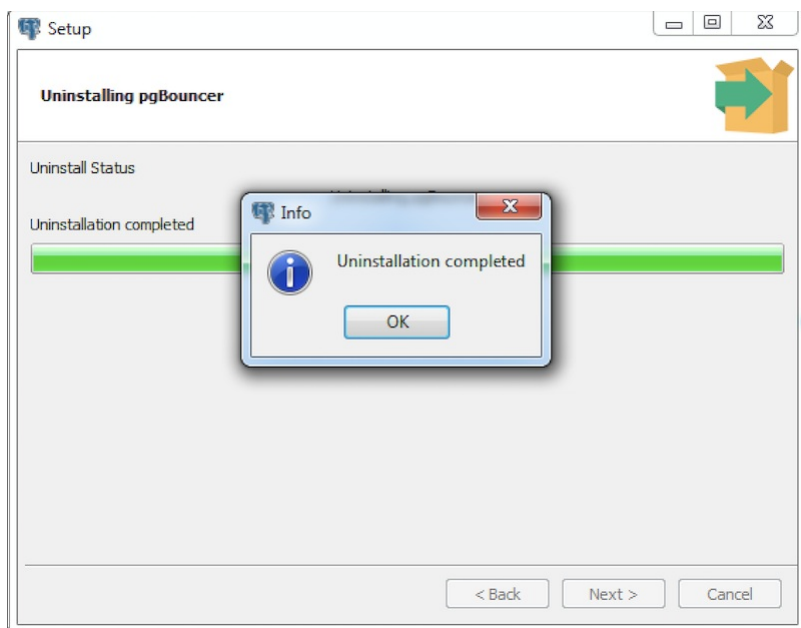 Setup
Uninstalling pgBouncer
Uninstall Status
Uninstallation completed
Info
Uninstallation completed
OK
< Back
Next >
Cancel